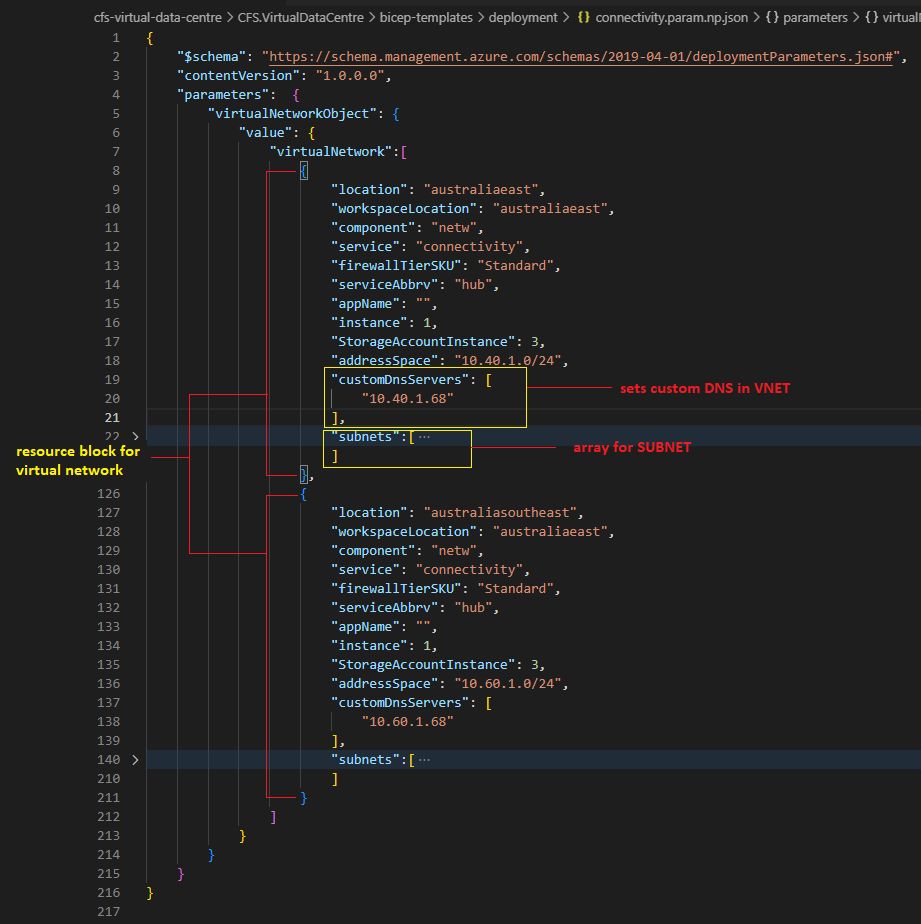 cfs-virtual-data-centre > CFS.VirtualDataCentre > bicep-templates > deployment > {} connectivity.param.np.json > {} parameters > {} virtualN
1 {
2 "$schema": "https://schema.management.azure.com/schemas/2019-04-01/deploymentParameters.json#",
3 "contentVersion": "1.0.0.0",
4 "parameters": {
5 "virtualNetworkObject": {
6 "value": {
7 "virtualNetwork":[
8 {
9 "location": "australiaeast",
10 "workspaceLocation": "australiaeast",
11 "component": "netw",
12 "service": "connectivity",
13 "firewallTierSKU": "Standard",
14 "serviceAbbrv": "hub",
15 "appName": "",
16 "instance": 1,
17 "StorageAccountInstance": 3,
18 "addressSpace": "10.40.1.0/24",
19 "customDnsServers": [
sets custom DNS in VNET
20 "10.40.1.68"
21 ],
22 > "subnets":[ ···
array for SUBNET
]
resource block for
virtual network
},
126 {
127 "location": "australiasoutheast",
128 "workspaceLocation": "australiaeast",
129 "component": "netw",
130 "service": "connectivity",
131 "firewallTierSKU": "Standard",
132 "serviceAbbrv": "hub",
133 "appName": "",
134 "instance": 1,
135 "StorageAccountInstance": 3,
136 "addressSpace": "10.60.1.0/24",
137 "customDnsServers": [
138 "10.60.1.68"
139 ],
140 > "subnets":[ ···
210 ]
211 }
212 ]
213 }
214 }
215 }
216 }
217